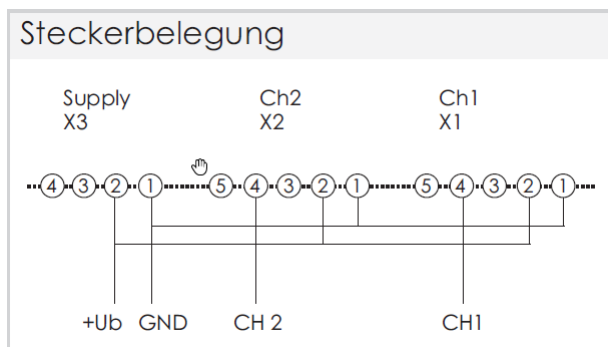 Steckerbelegung
Supply Ch2 Ch1
X3 X2 X1
4 3 2 1 5 4 3 2 1 5 4 3 2 1
+Ub GND CH 2 CH1